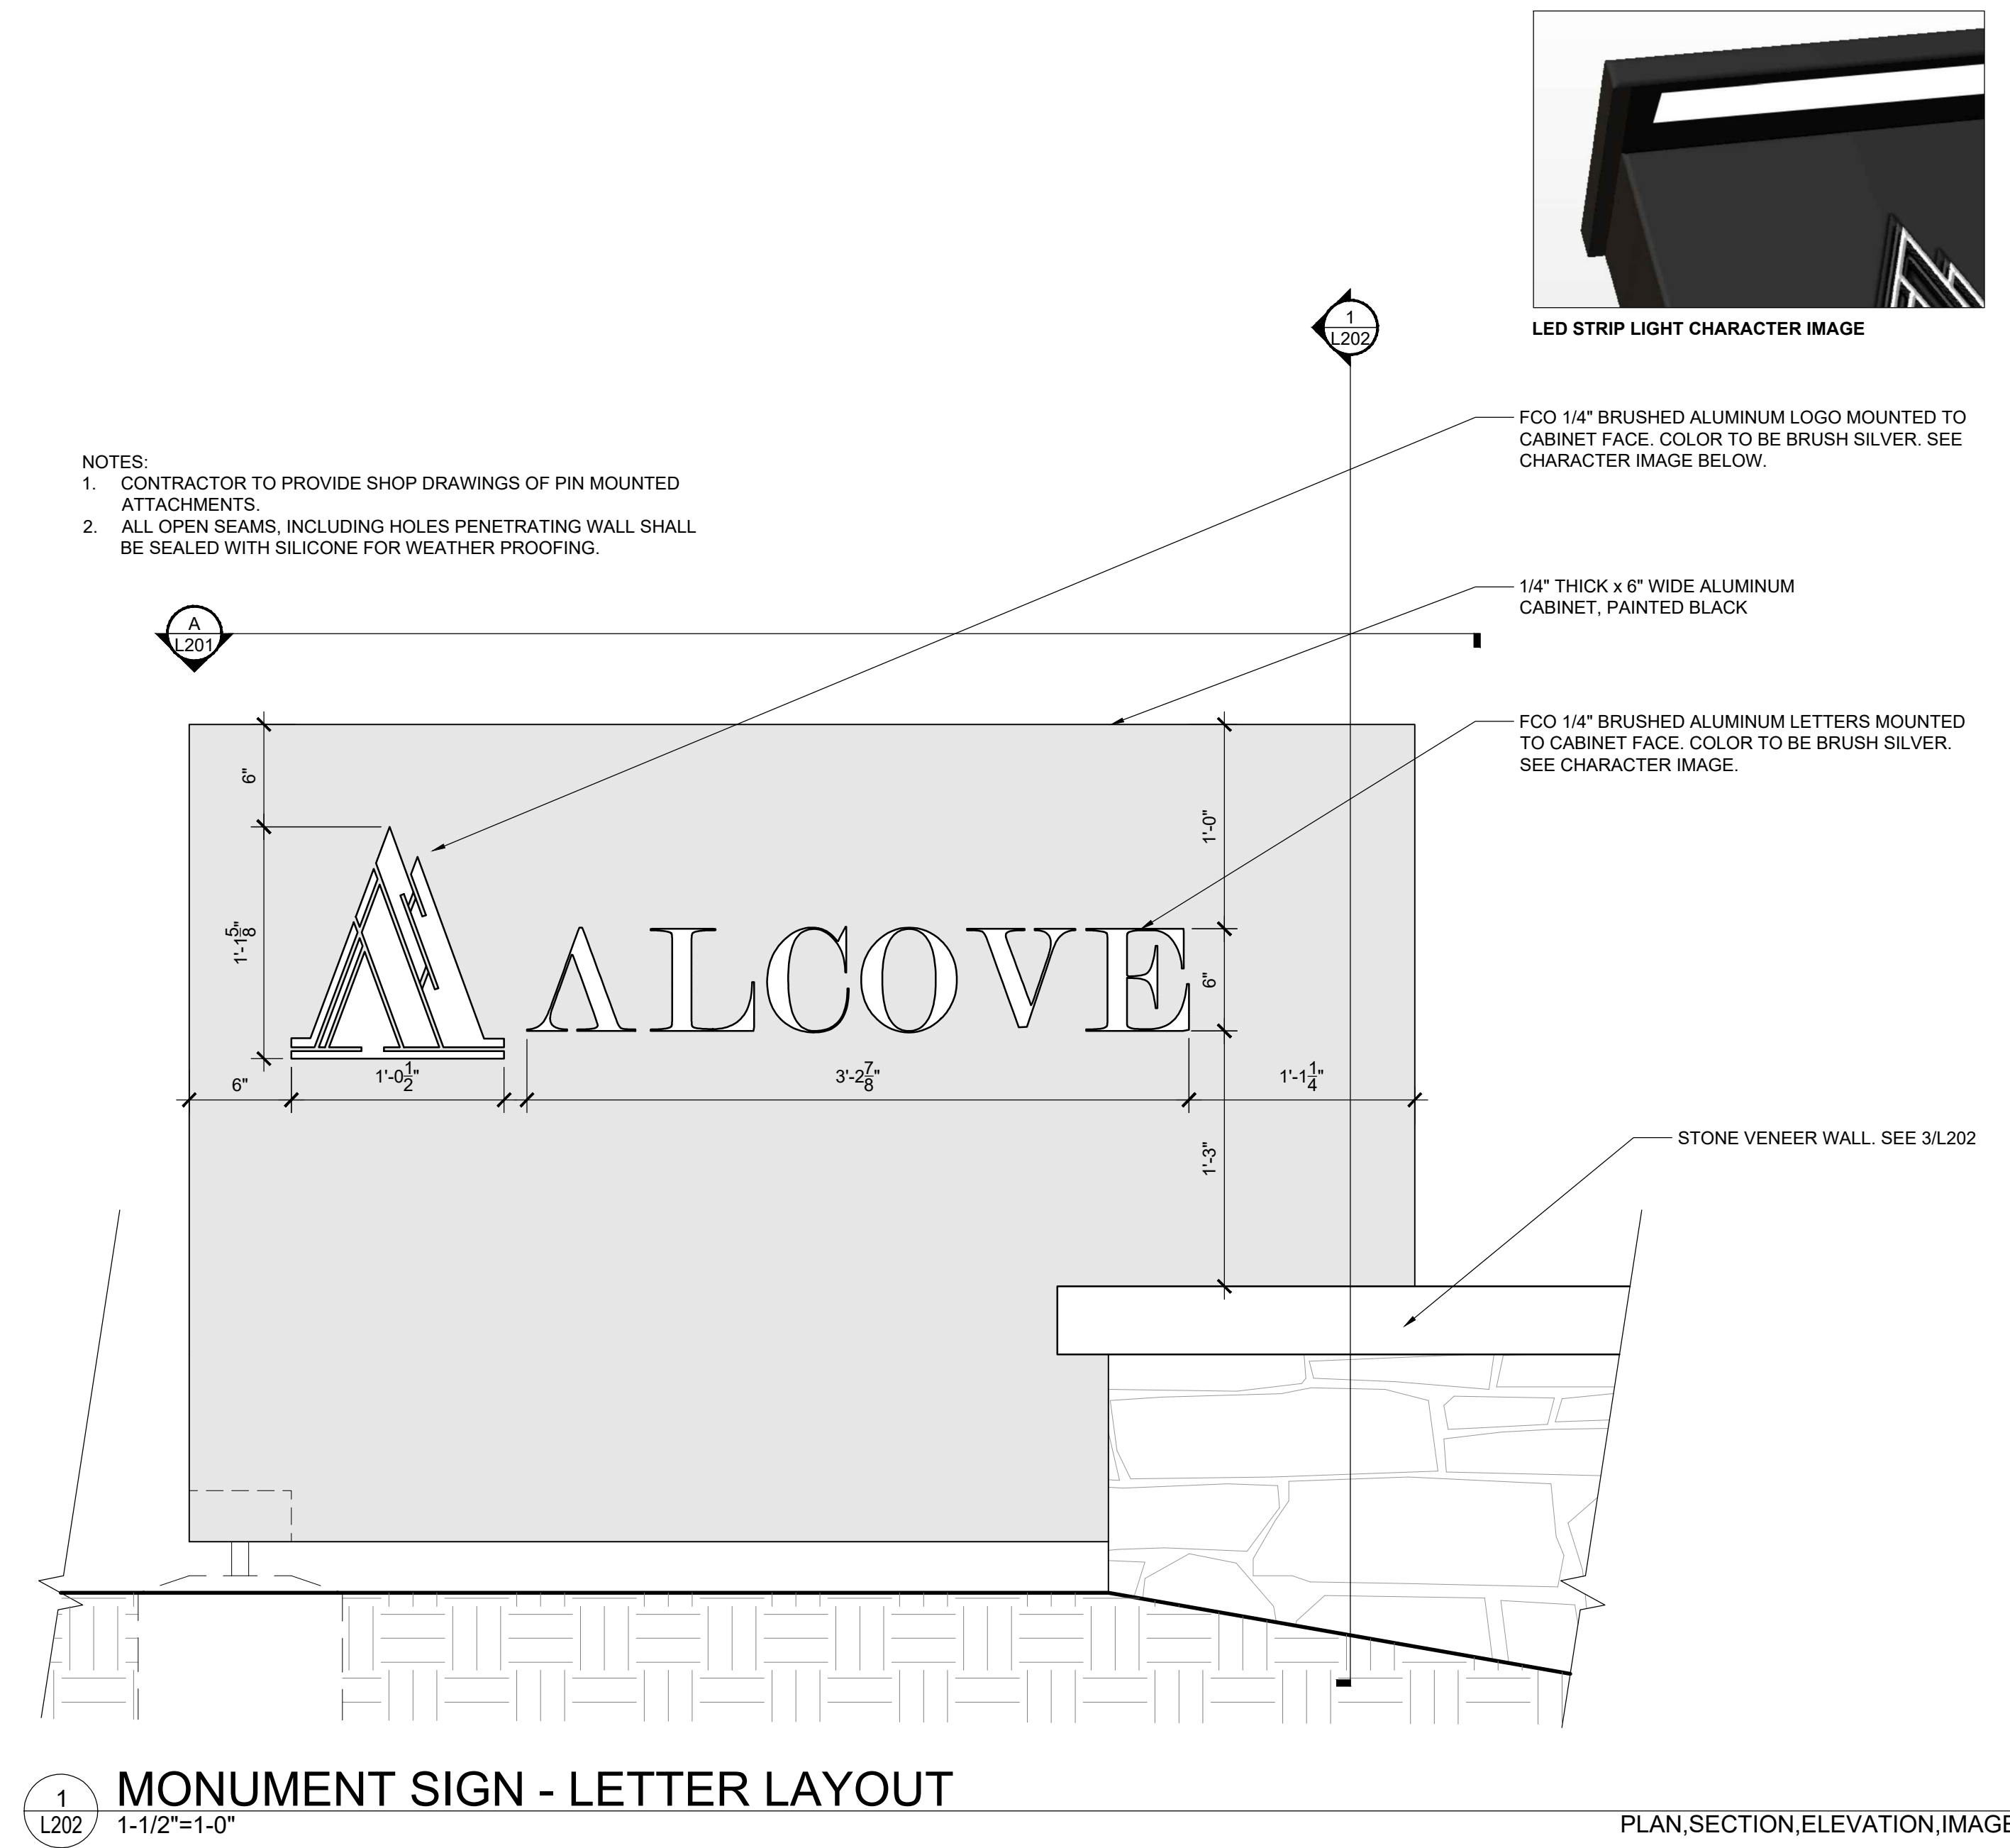 LED STRIP LIGHT CHARACTER IMAGE
1
L202
FCO 1/4" BRUSHED ALUMINUM LOGO MOUNTED TO
CABINET FACE. COLOR TO BE BRUSH SILVER. SEE
CHARACTER IMAGE BELOW.
NOTES:
1. CONTRACTOR TO PROVIDE SHOP DRAWINGS OF PIN MOUNTED
ATTACHMENTS.
2. ALL OPEN SEAMS, INCLUDING HOLES PENETRATING WALL SHALL
BE SEALED WITH SILICONE FOR WEATHER PROOFING.
1/4" THICK x 6" WIDE ALUMINUM
CABINET, PAINTED BLACK
A
L201
FCO 1/4" BRUSHED ALUMINUM LETTERS MOUNTED
TO CABINET FACE. COLOR TO BE BRUSH SILVER.
SEE CHARACTER IMAGE.
6"
1'-0"
1'-1 5/8"
ALCOVE
6"
6"
1'-0 1/2"
3'-2 7/8"
1'-1 1/4"
1'-3"
STONE VENEER WALL. SEE 3/L202
1
L202
MONUMENT SIGN - LETTER LAYOUT
1-1/2"=1-0"
PLAN,SECTION,ELEVATION,IMAGE